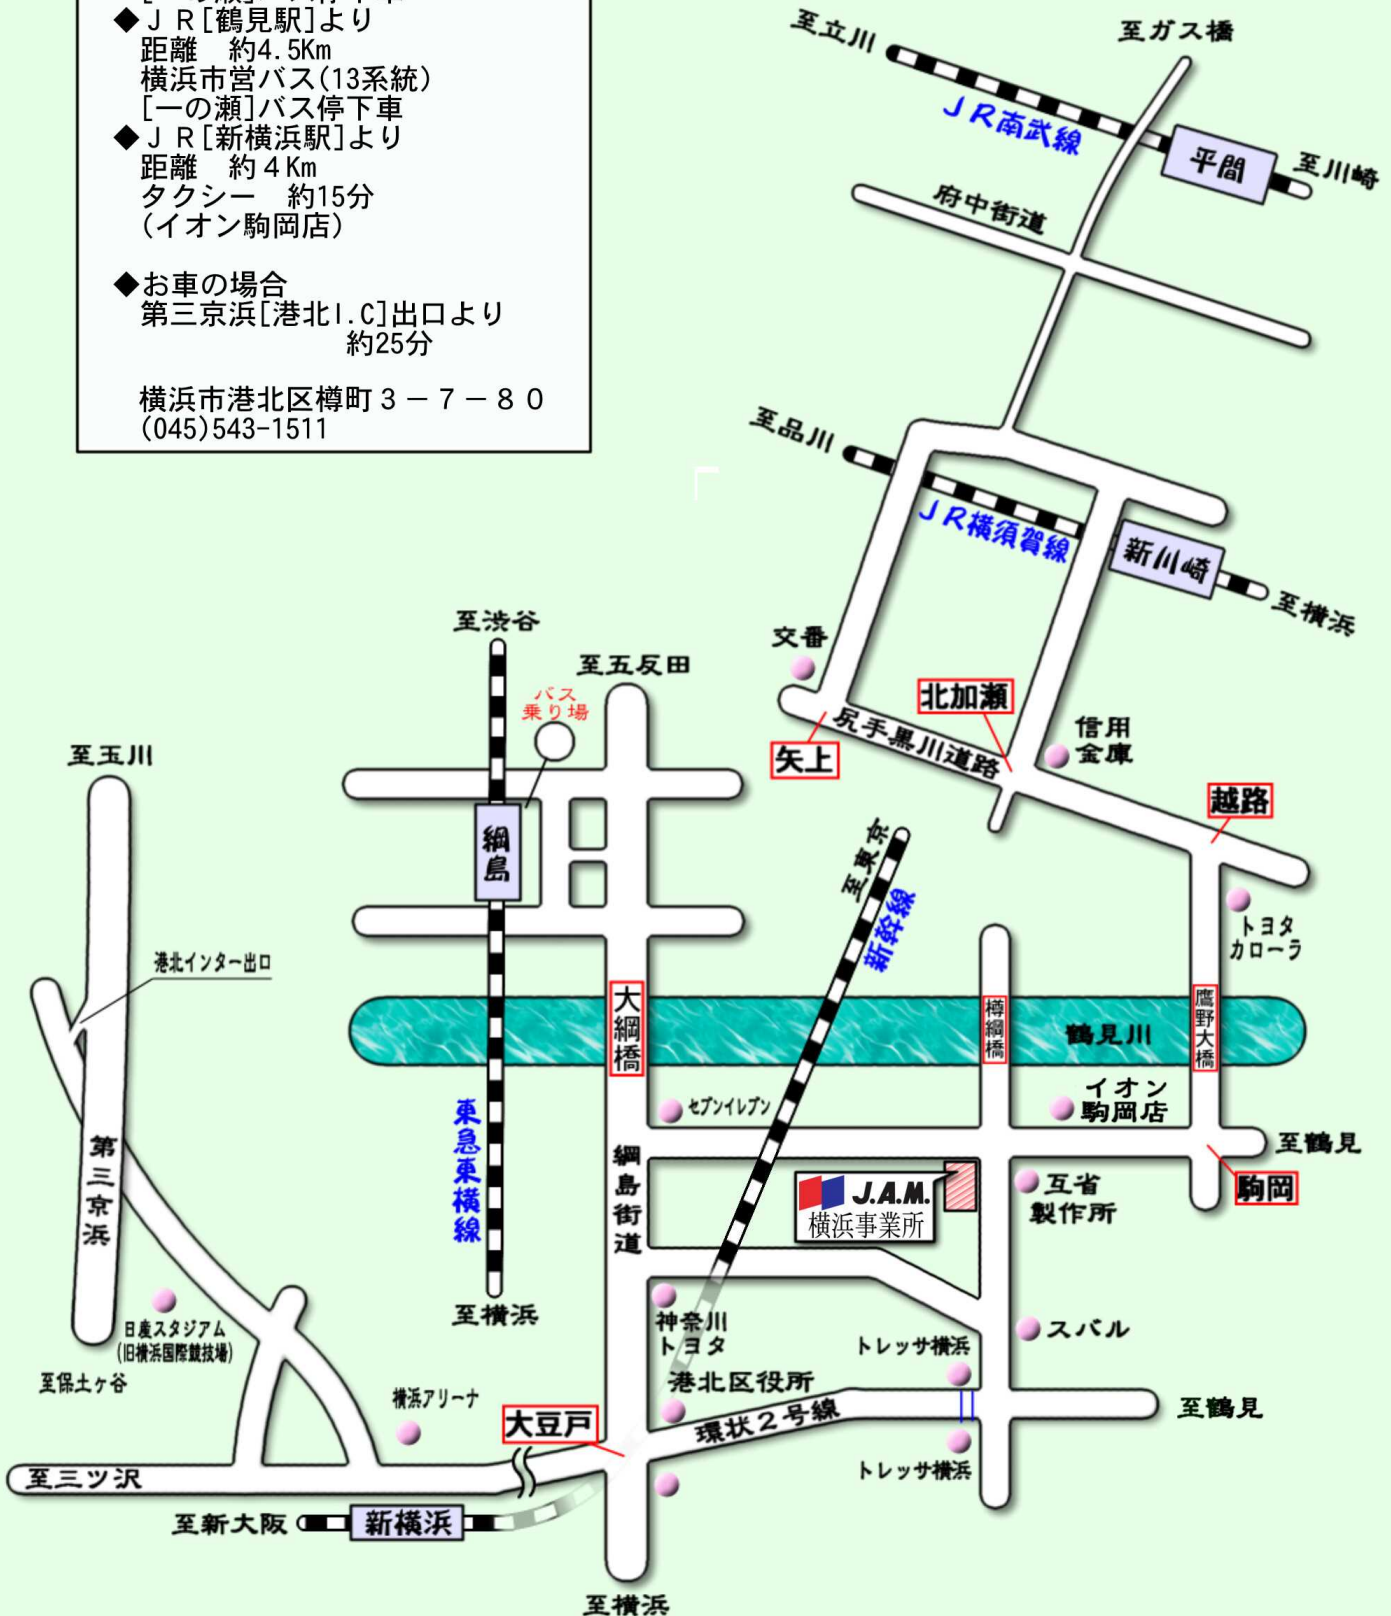 ◆ＪＲ[鶴見駅]より
距離　約4.5Km
横浜市営バス(13系統)
[一の瀬]バス停下車
◆ＪＲ[新横浜駅]より
距離　約４Km
タクシー　約15分
(イオン駒岡店)
◆お車の場合
第三京浜[港北I.C]出口より
約25分
横浜市港北区樽町３－７－８０
(045)543-1511
至立川
至ガス橋
ＪＲ南武線
平間
至川崎
府中街道
至品川
ＪＲ横須賀線
新川崎
至横浜
交番
北加瀬
矢上
尻手黒川道路
信用
金庫
越路
トヨタ
カローラ
至渋谷
至五反田
バス
乗り場
綱島
至玉川
港北インター出口
至東京
新幹線
大綱橋
樽綱橋
鶴見川
鷹野大橋
セブンイレブン
イオン
駒岡店
至鶴見
駒岡
東急東横線
綱島街道
第三京浜
J.A.M.
横浜事業所
互省
製作所
至横浜
日産スタジアム
(旧横浜国際競技場)
至保土ヶ谷
神奈川
トヨタ
スバル
トレッサ横浜
港北区役所
横浜アリーナ
大豆戸
環状２号線
至鶴見
トレッサ横浜
至三ツ沢
至新大阪
新横浜
至横浜